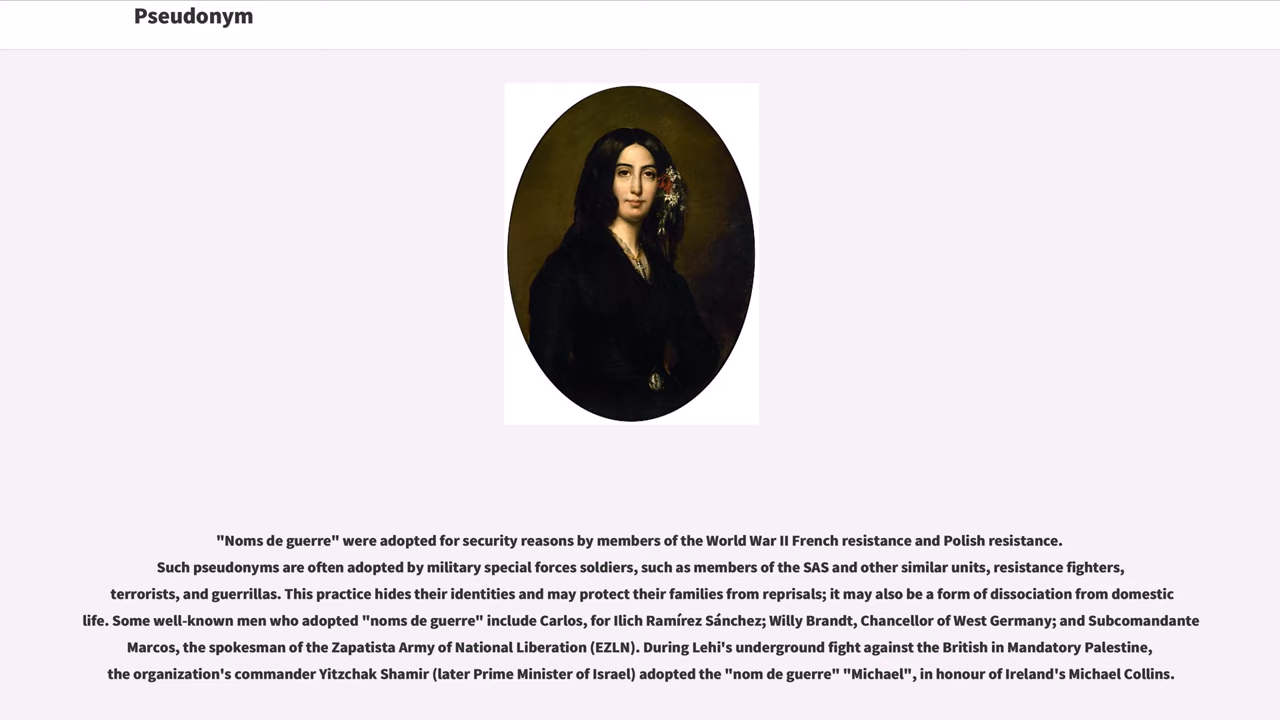 Pseudonym
"Noms de guerre" were adopted for security reasons by members of the World War II French resistance and Polish resistance.
Such pseudonyms are often adopted by military special forces soldiers, such as members of the SAS and other similar units, resistance fighters,
terrorists, and guerrillas. This practice hides their identities and may protect their families from reprisals; it may also be a form of dissociation from domestic
life. Some well-known men who adopted "noms de guerre" include Carlos, for Ilich Ramírez Sánchez; Willy Brandt, Chancellor of West Germany; and Subcomandante
Marcos, the spokesman of the Zapatista Army of National Liberation (EZLN). During Lehi's underground fight against the British in Mandatory Palestine,
the organization's commander Yitzchak Shamir (later Prime Minister of Israel) adopted the "nom de guerre" "Michael", in honour of Ireland's Michael Collins.